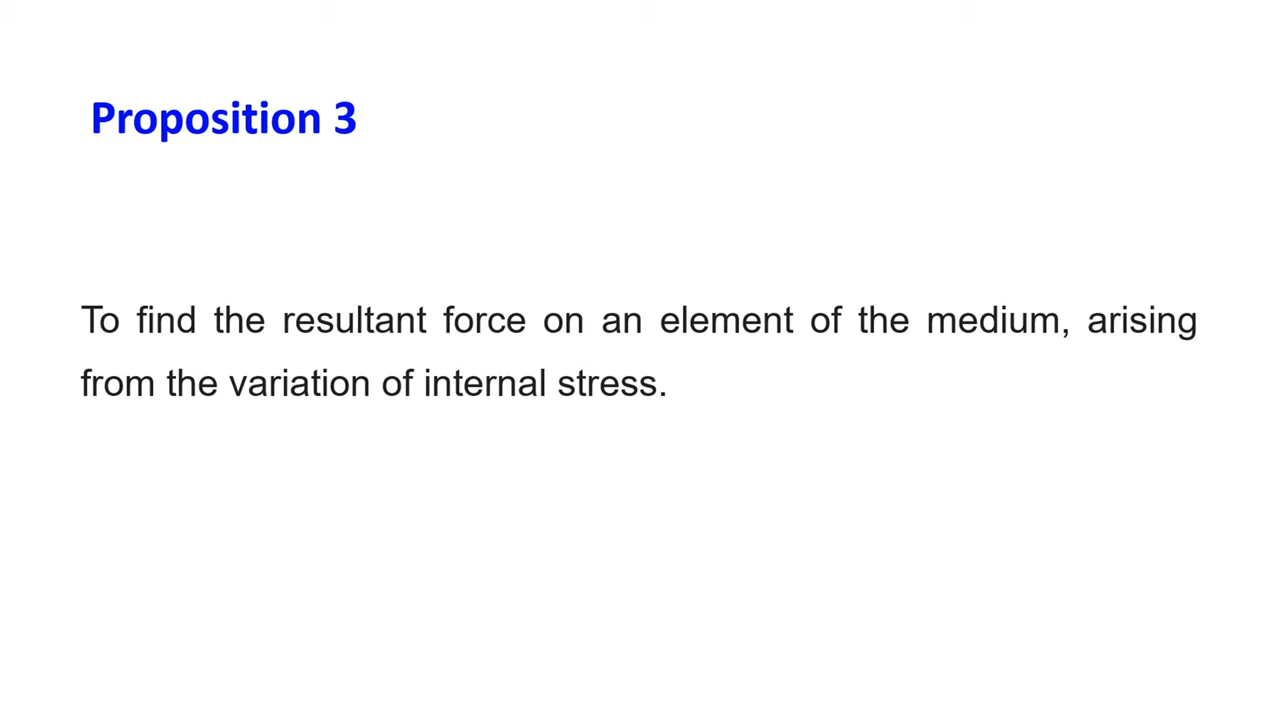 Proposition 3
To find the resultant force on an element of the medium, arising
from the variation of internal stress.